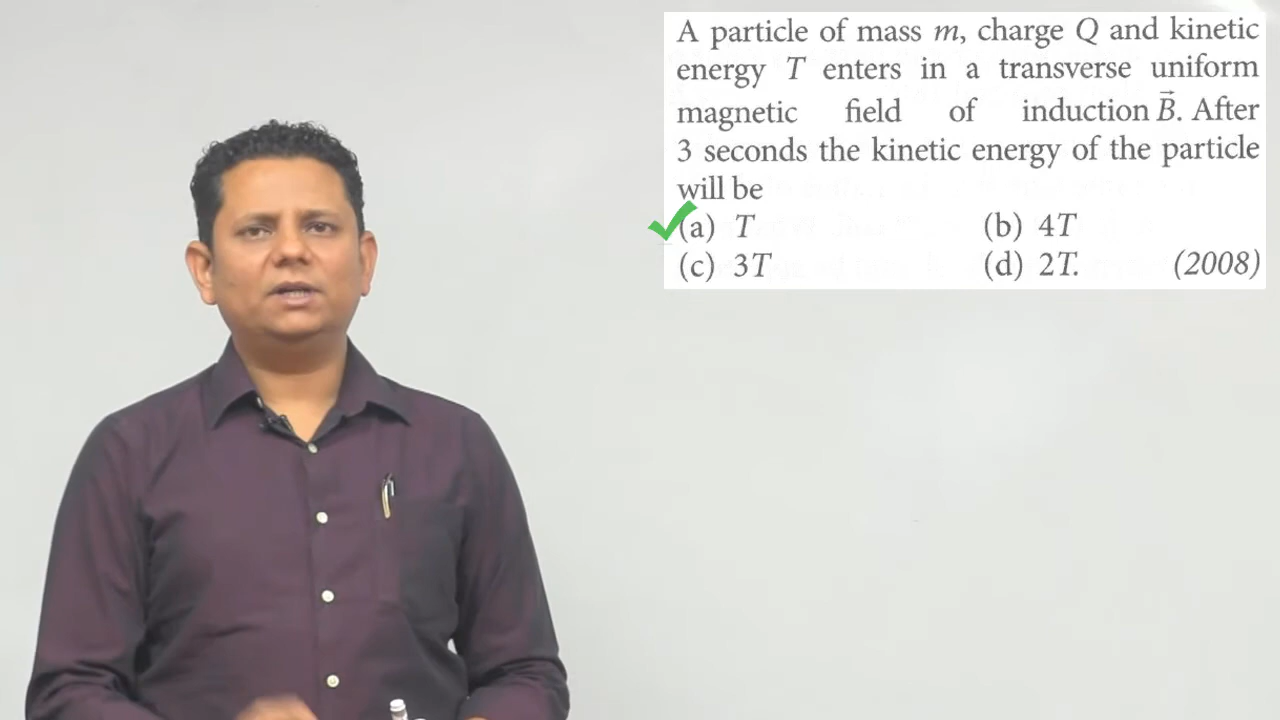 A particle of mass m, charge Q and kinetic
energy T enters in a transverse uniform
magnetic field of induction B⃗. After
3 seconds the kinetic energy of the particle
will be
(a) T (b) 4T
(c) 3T (d) 2T. (2008)